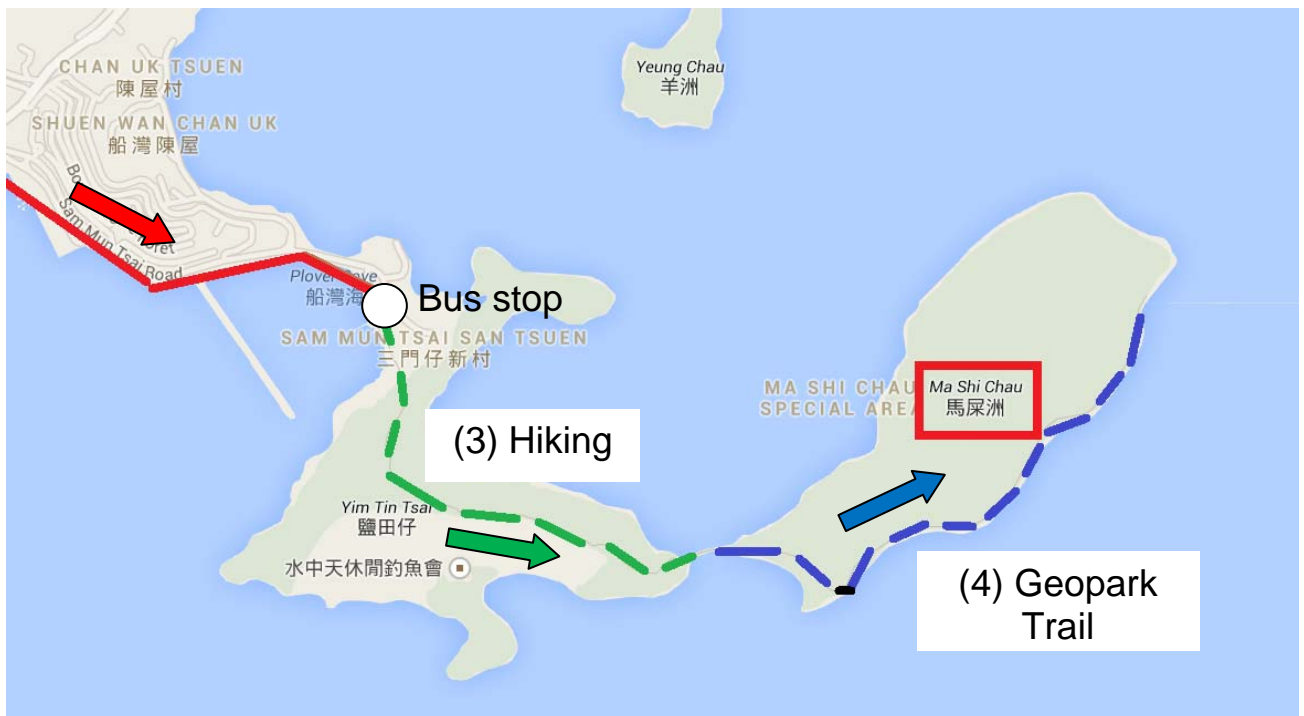 CHAN UK TSUEN
陳屋村
SHUEN WAN CHAN UK
船灣陳屋
Sam Mun Tsai Road
Yeung Chau
羊洲
Plover Cove
船灣海
Bus stop
SAM MUN TSAI SAN TSUEN
三門仔新村
MA SHI CHAU
SPECIAL AREA
Ma Shi Chau
馬屎洲
(3) Hiking
Yim Tin Tsai
鹽田仔
水中天休閒釣魚會
(4) Geopark
Trail